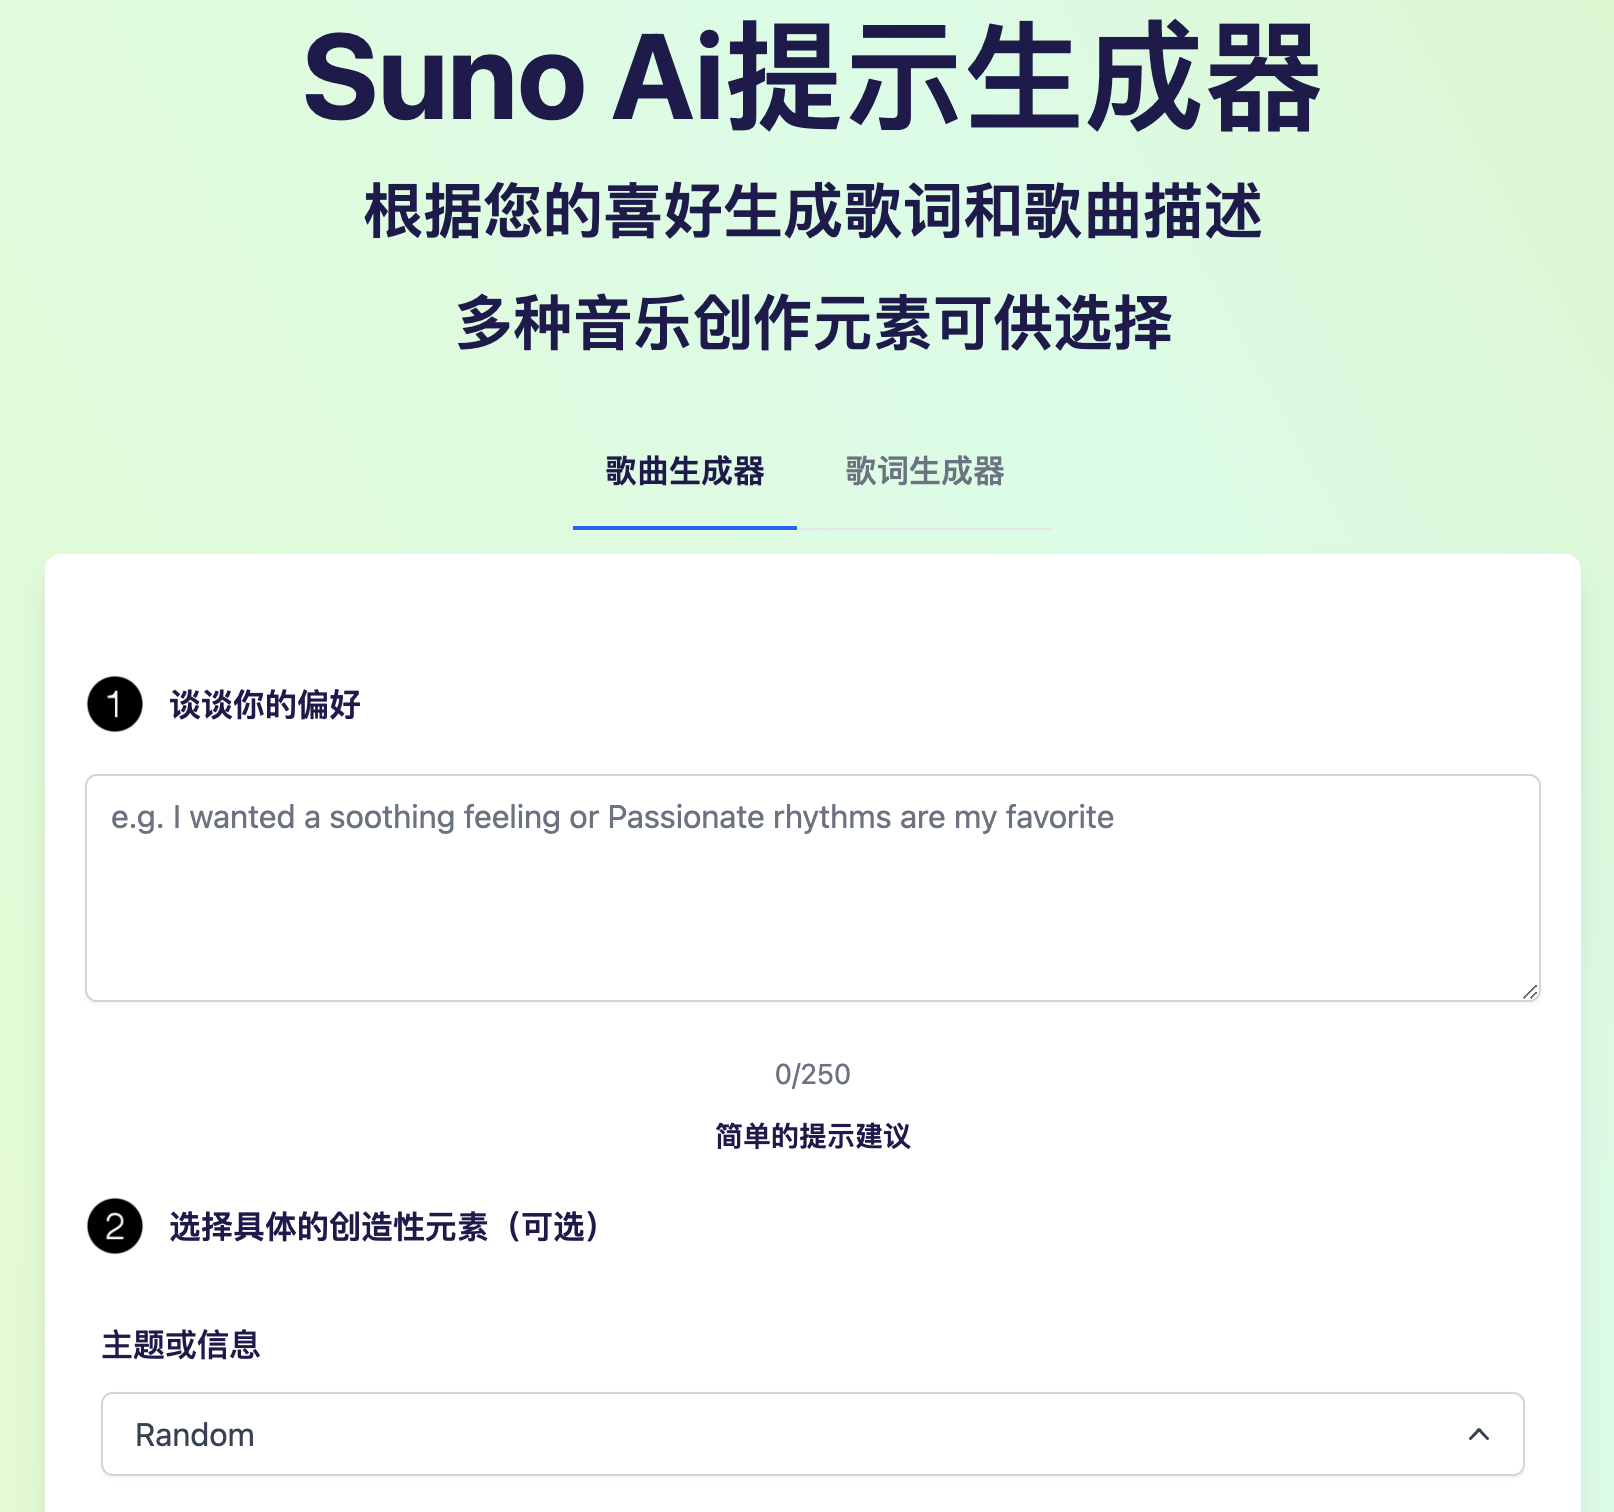 Suno Ai提示生成器
根据您的喜好生成歌词和歌曲描述
多种音乐创作元素可供选择
歌曲生成器 歌词生成器
1 谈谈你的偏好
e.g. I wanted a soothing feeling or Passionate rhythms are my favorite
0/250
简单的提示建议
2 选择具体的创造性元素（可选）
主题或信息
Random